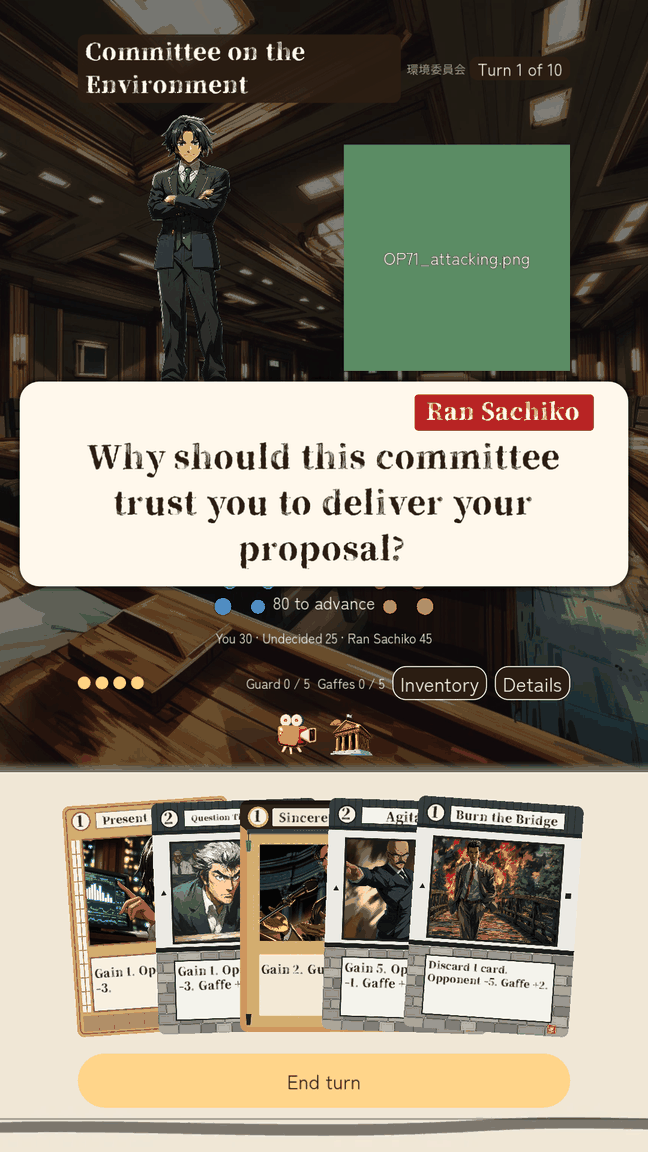 Committee on the
Environment
環境委員会
Turn 1 of 10
OP71_attacking.png
Ran Sachiko
Why should this committee
trust you to deliver your
proposal?
80 to advance
You 30 · Undecided 25 · Ran Sachiko 45
Guard 0 / 5 Gaffes 0 / 5
Inventory
Details
1 Present
Gain 1. Op
-3.
2 Question T
Gain 1. Op
-3. Gaffe +
1 Sincere
Gain 2. Gu
2 Agita
Gain 5. Op
-1. Gaffe +
1 Burn the Bridge
Discard 1 card.
Opponent -5. Gaffe +2.
End turn